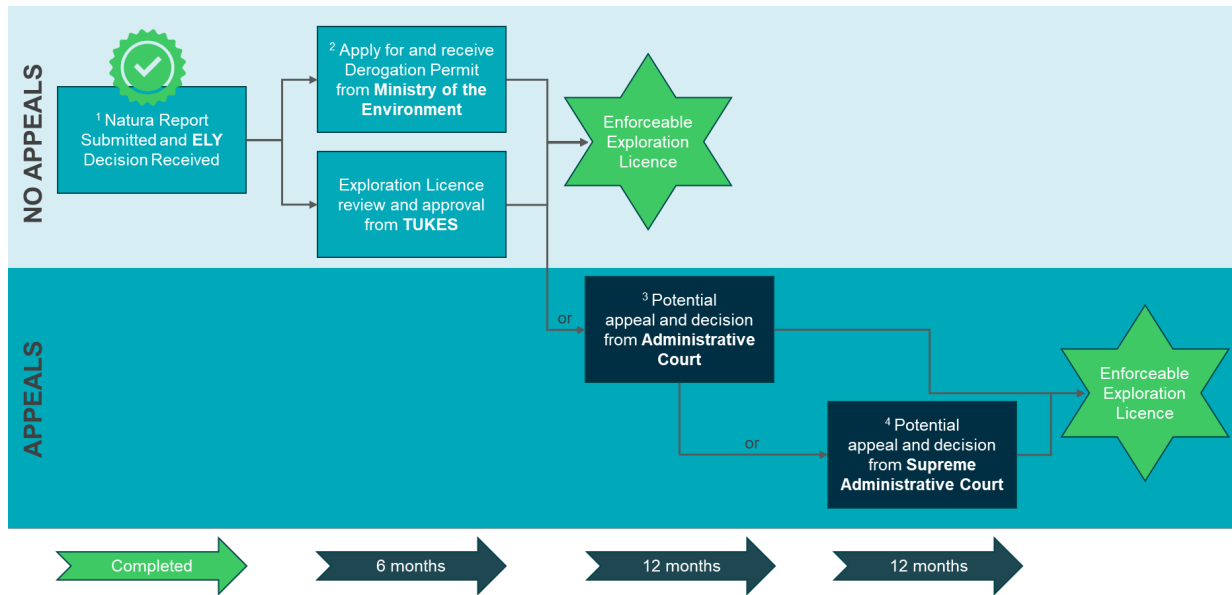 NO APPEALS
¹ Natura Report
Submitted and ELY
Decision Received
² Apply for and receive
Derogation Permit
from Ministry of the
Environment
Exploration Licence
review and approval
from TUKES
Enforceable
Exploration
Licence
APPEALS
or
³ Potential
appeal and decision
from Administrative
Court
or
⁴ Potential
appeal and decision
from Supreme
Administrative Court
Enforceable
Exploration
Licence
Completed
6 months
12 months
12 months